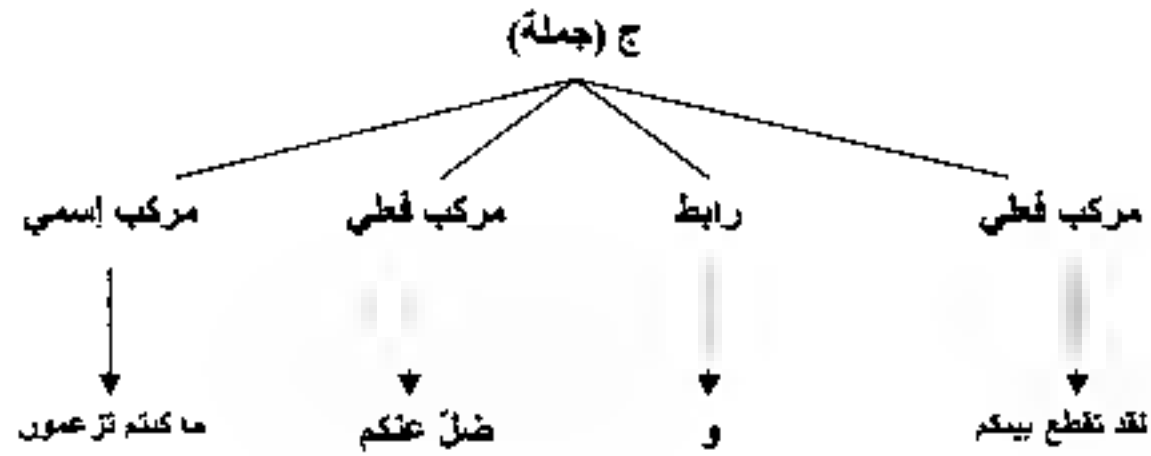 ج (جملة)
مركب فعلي رابط مركب فعلي مركب إسمي
لقد تقطع بينكم و ضلّ عنكم ما كنتم تزعمون